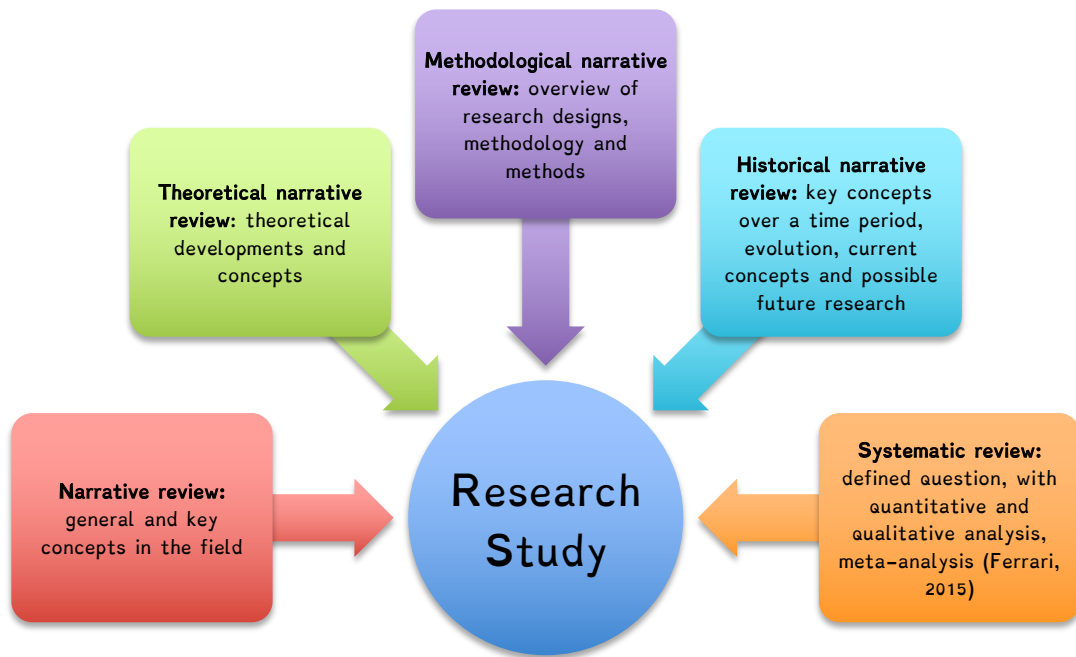 Methodological narrative
review: overview of
research designs,
methodology and
methods
Theoretical narrative
review: theoretical
developments and
concepts
Historical narrative
review: key concepts
over a time period,
evolution, current
concepts and possible
future research
Narrative review:
general and key
concepts in the field
Research
Study
Systematic review:
defined question, with
quantitative and
qualitative analysis,
meta-analysis (Ferrari,
2015)